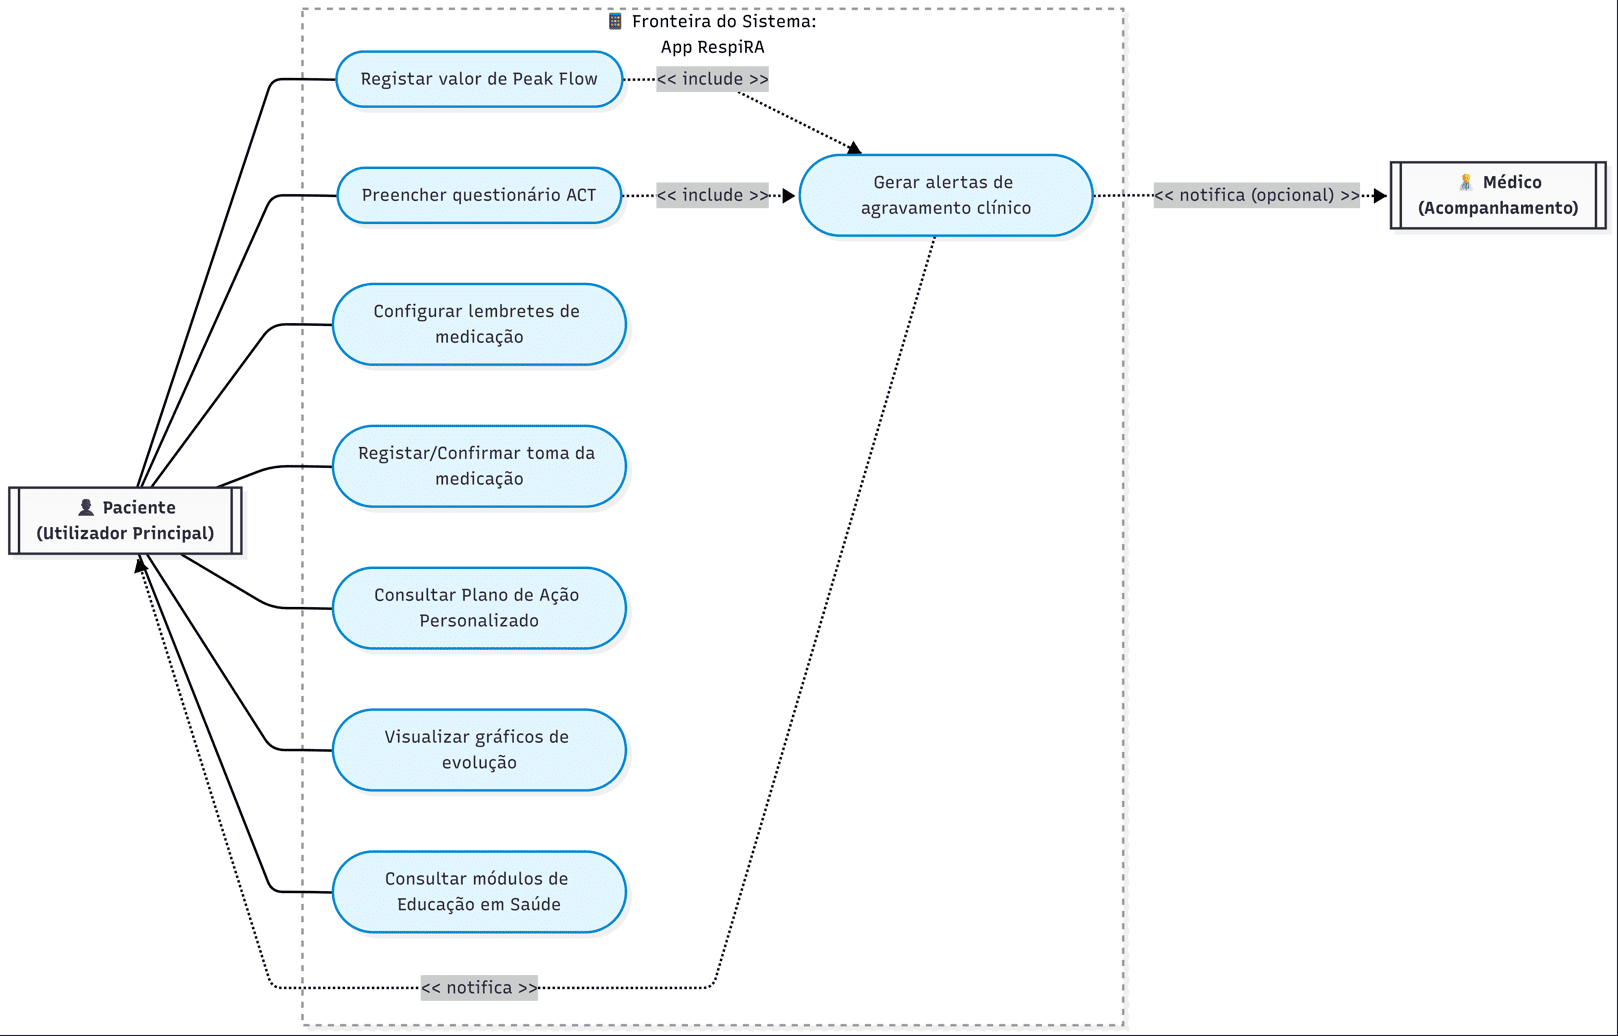 Fronteira do Sistema:
App RespiRA
Registar valor de Peak Flow
<< include >>
Preencher questionário ACT
<< include >>
Gerar alertas de
agravamento clínico
<< notifica (opcional) >>
Médico
(Acompanhamento)
Configurar lembretes de
medicação
Registar/Confirmar toma da
medicação
Paciente
(Utilizador Principal)
Consultar Plano de Ação
Personalizado
Visualizar gráficos de
evolução
Consultar módulos de
Educação em Saúde
<< notifica >>